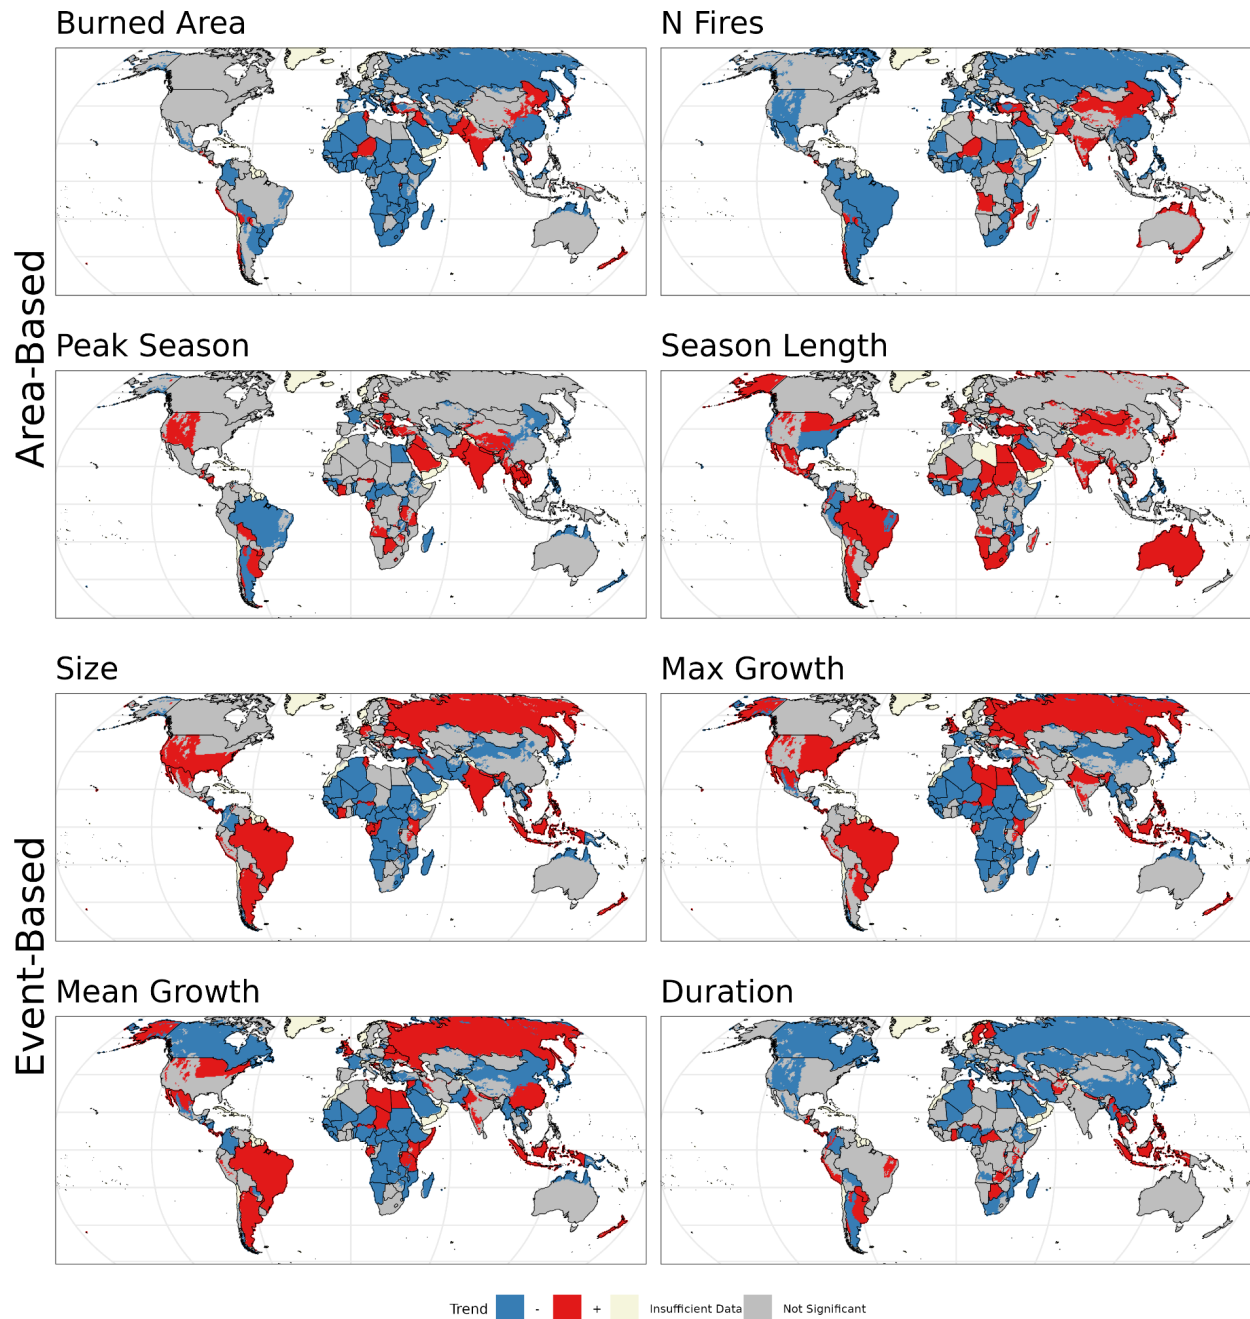 Burned Area
N Fires
Area-Based
Peak Season
Season Length
Size
Max Growth
Event-Based
Mean Growth
Duration
Trend - + Insufficient Data Not Significant